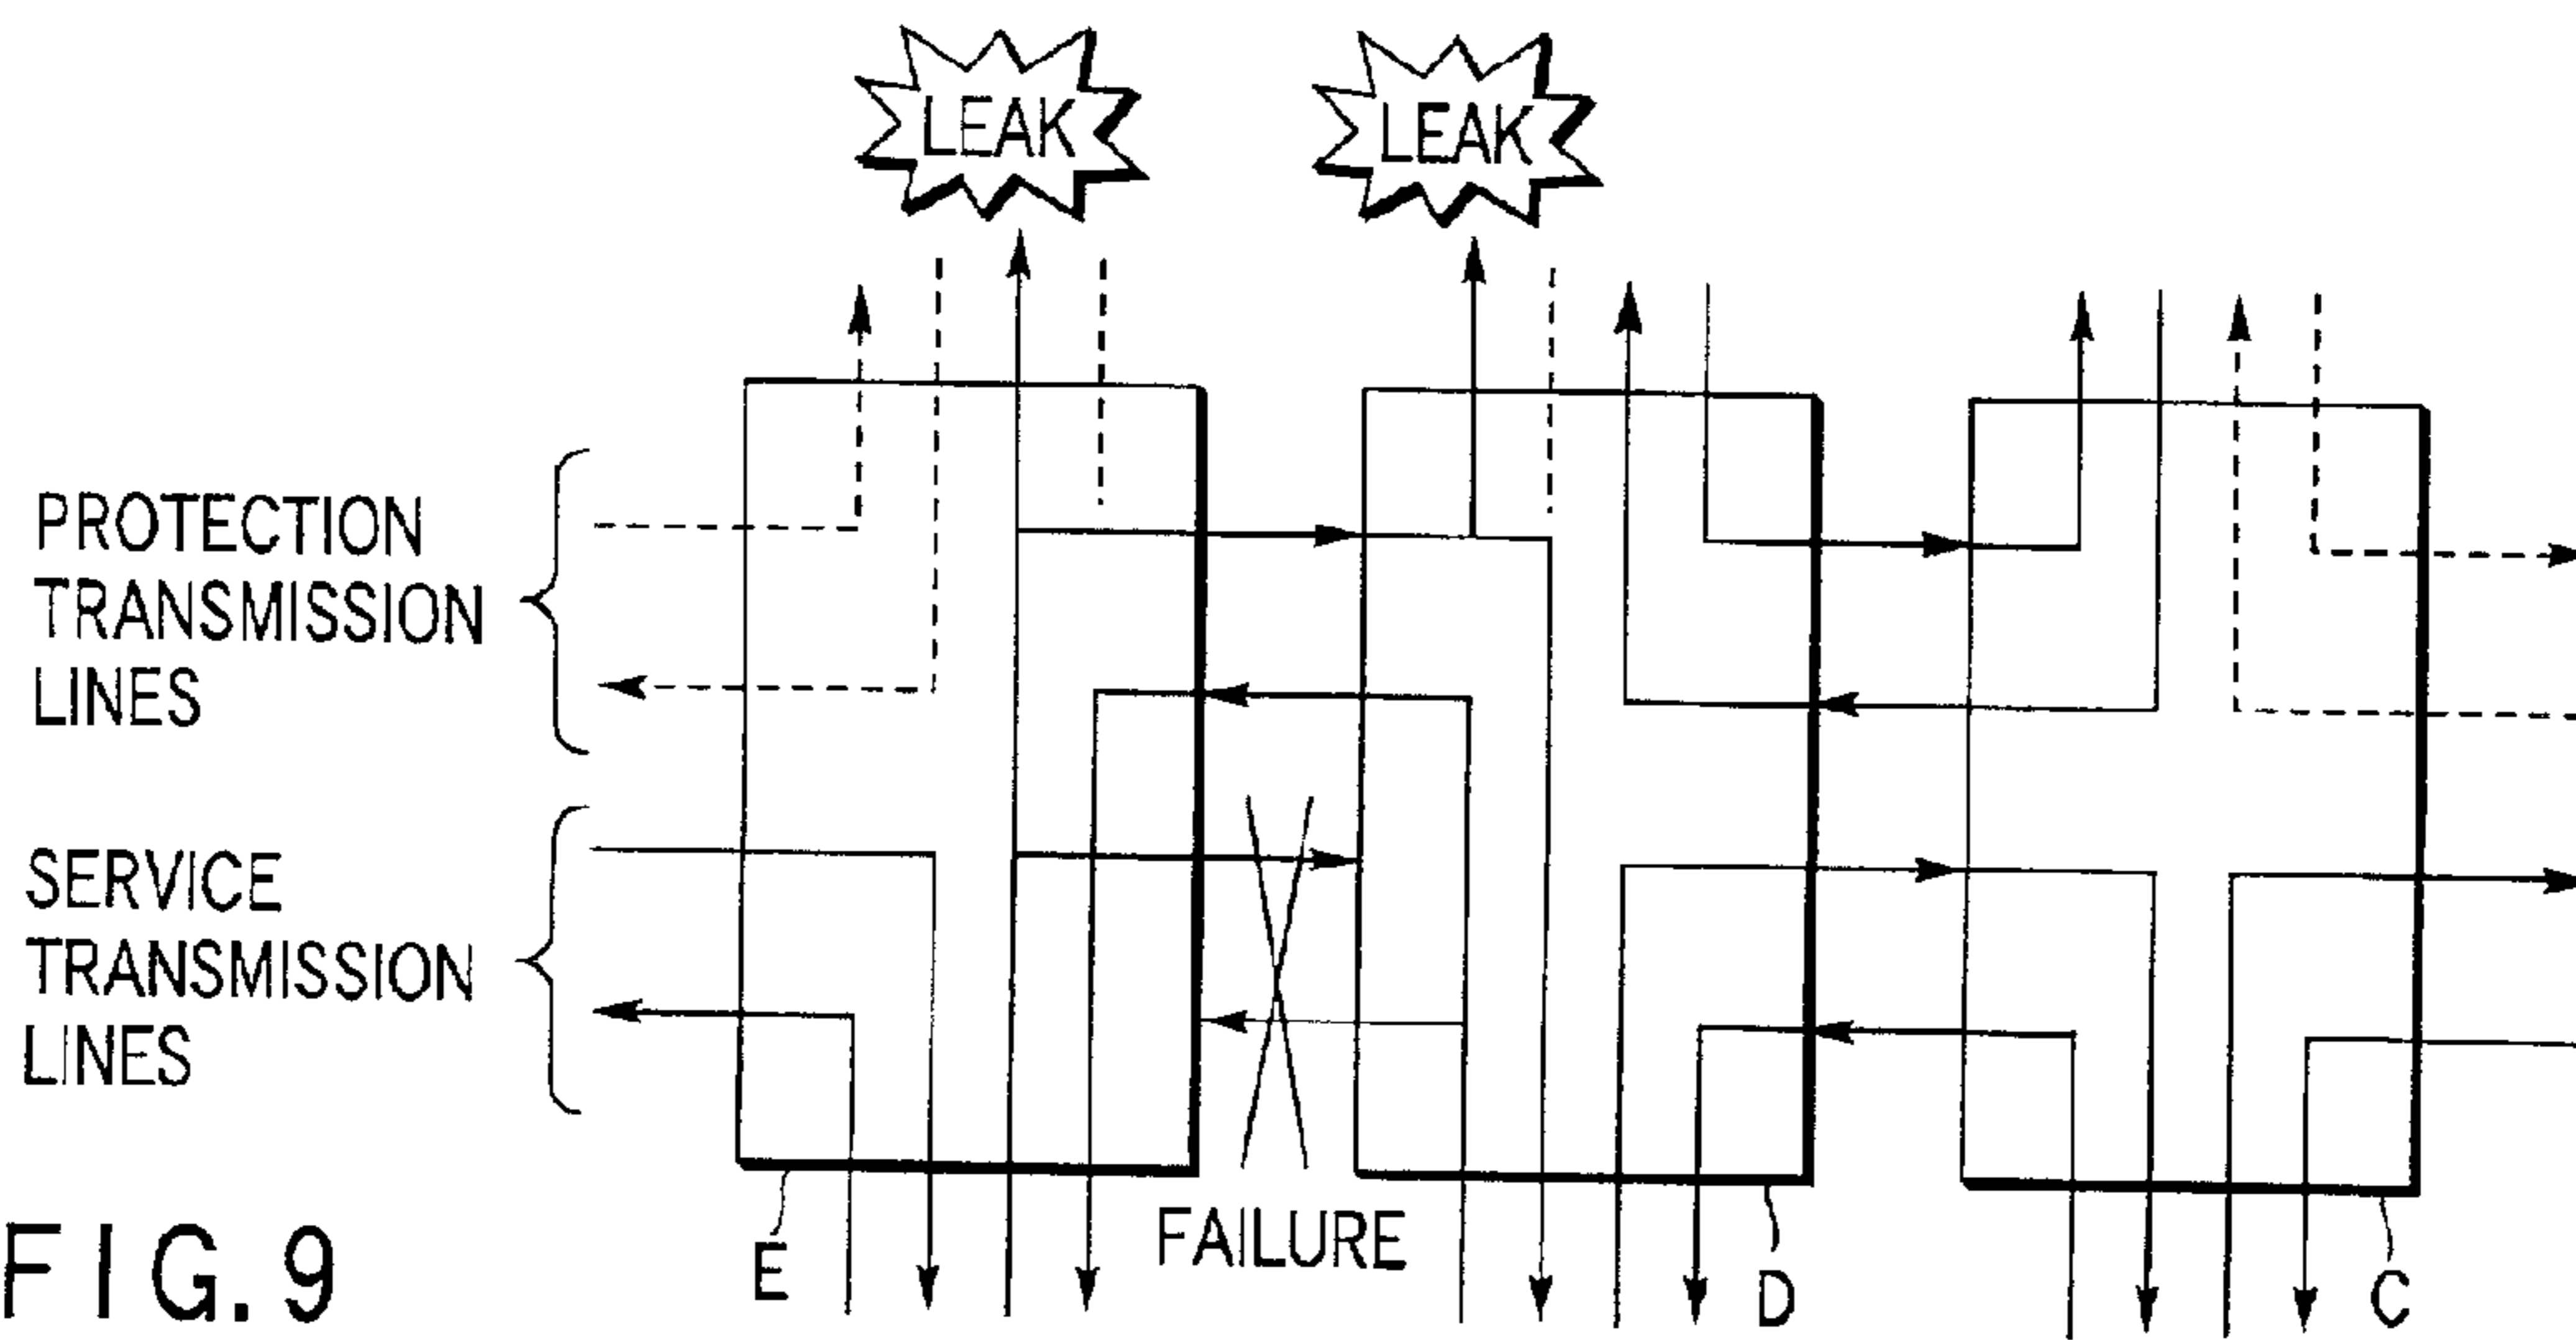 LEAK
LEAK
PROTECTION
TRANSMISSION
LINES
SERVICE
TRANSMISSION
LINES
FAILURE
E
D
C
FIG. 9